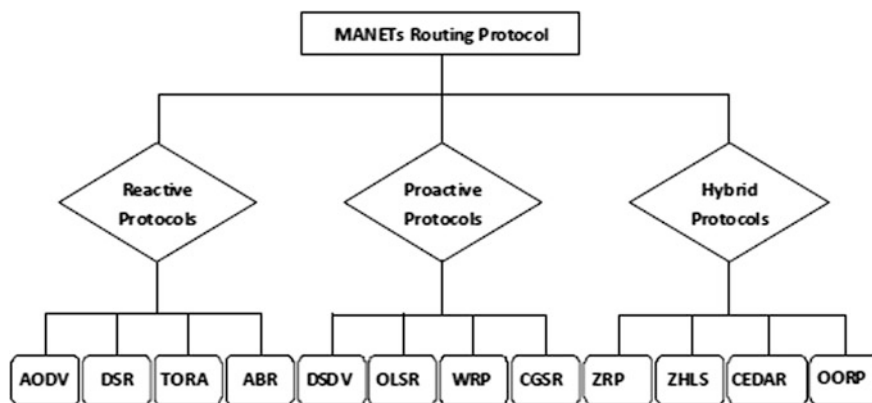 MANETs Routing Protocol
Reactive
Protocols
Proactive
Protocols
Hybrid
Protocols
AODV
DSR
TORA
ABR
DSDV
OLSR
WRP
CGSR
ZRP
ZHLS
CEDAR
OORP